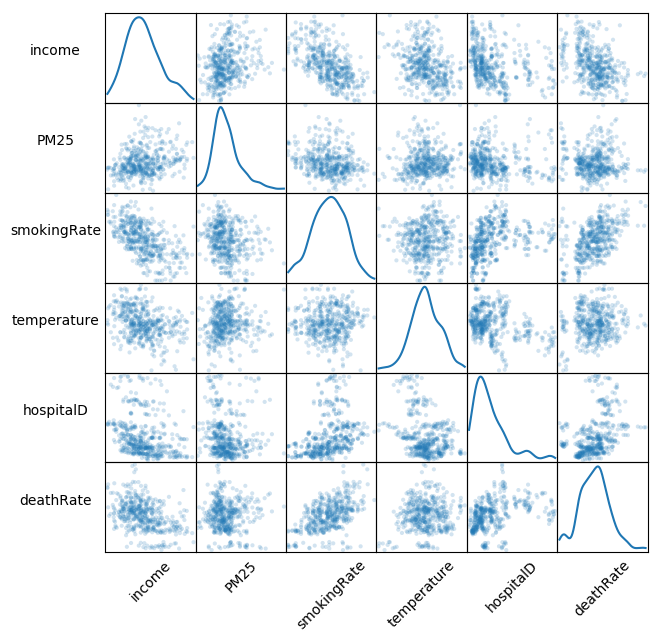 income
PM25
smokingRate
temperature
hospitalD
deathRate
income
PM25
smokingRate
temperature
hospitalD
deathRate